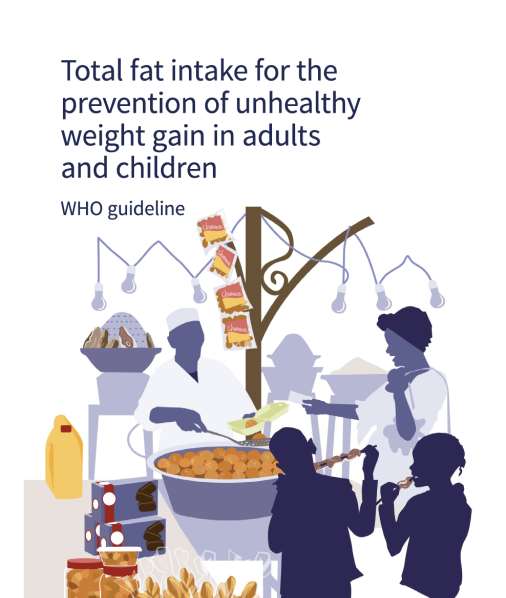 Total fat intake for the
prevention of unhealthy
weight gain in adults
and children
WHO guideline